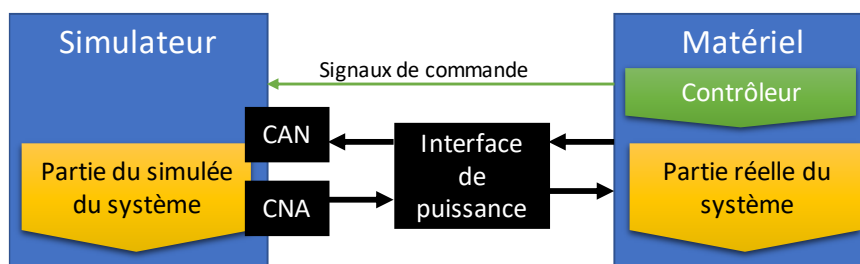 Simulateur
Matériel
Signaux de commande
Contrôleur
CAN
Interface
de
puissance
Partie du simulée
du système
CNA
Partie réelle du
système